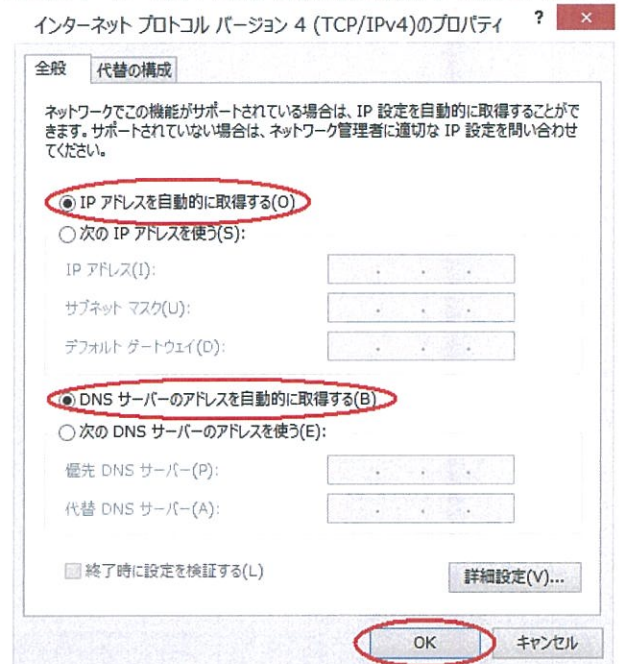 インターネット プロトコル バージョン 4 (TCP/IPv4)のプロパティ ? ×
全般 代替の構成
ネットワークでこの機能がサポートされている場合は、IP 設定を自動的に取得することがで
きます。サポートされていない場合は、ネットワーク管理者に適切な IP 設定を問い合わせ
てください。
IP アドレスを自動的に取得する(O)
次の IP アドレスを使う(S):
IP アドレス(I):
サブネット マスク(U):
デフォルト ゲートウェイ(D):
DNS サーバーのアドレスを自動的に取得する(B)
次の DNS サーバーのアドレスを使う(E):
優先 DNS サーバー(P):
代替 DNS サーバー(A):
終了時に設定を検証する(L)
詳細設定(V)...
OK キャンセル